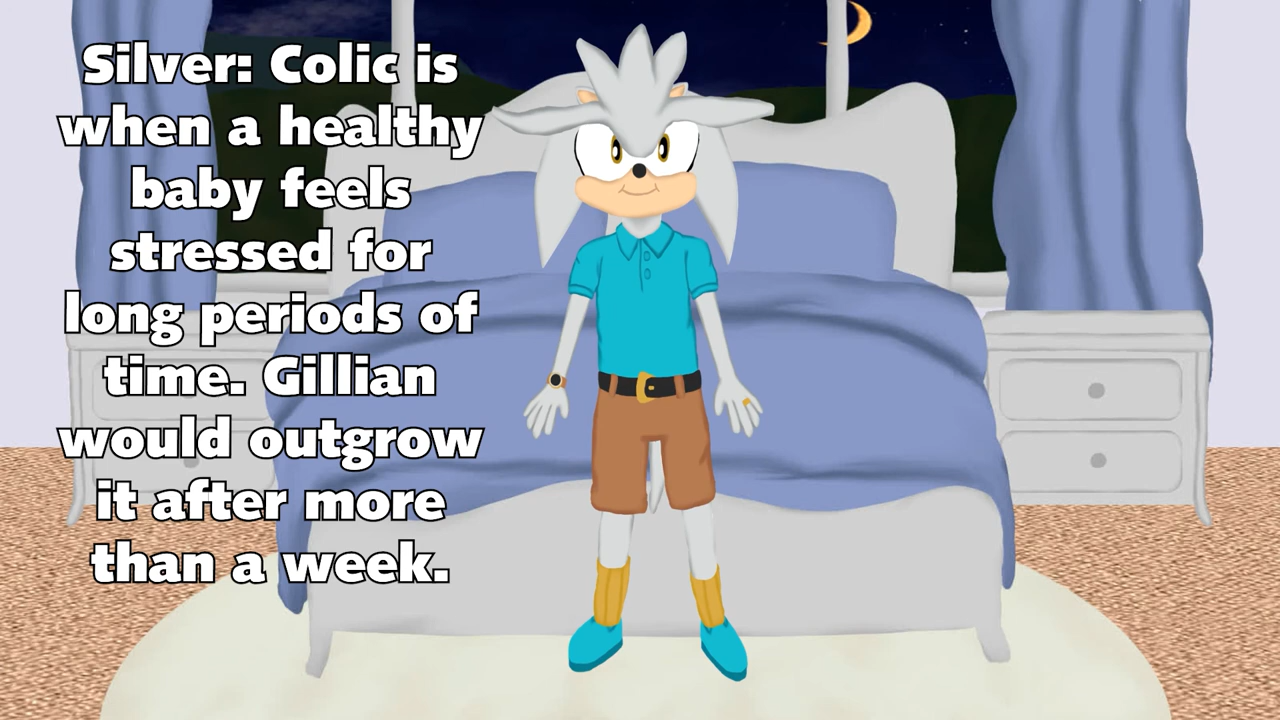 Silver: Colic is
when a healthy
baby feels
stressed for
long periods of
time. Gillian
would outgrow
it after more
than a week.